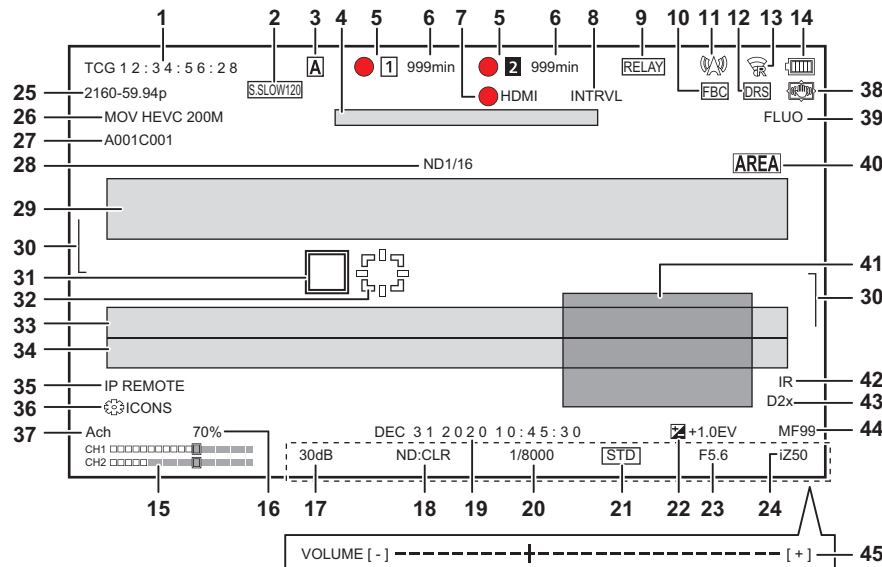 1 2 3 4 5 6 7 5 6 8 9 10 11 12 13 14
TCG 12:34:56:28
S.SLOW120
A
1 999min
2 999min
RELAY
R
25 2160-59.94p
HDMI
INTRVL
FBC
DRS
38
26 MOV HEVC 200M
FLUO 39
27 A001C001
28 ND1/16
AREA 40
29
30
31
41
32
30
33
34
35 IP REMOTE
IR 42
36 ICONS
D2x 43
37 Ach
70%
DEC 31 2020 10:45:30
+1.0EV
MF99 44
CH1
CH2
30dB
ND:CLR
1/8000
STD
F5.6
iZ50
15 16 17 18 19 20 21 22 23 24
VOLUME [ - ] [ + ] 45